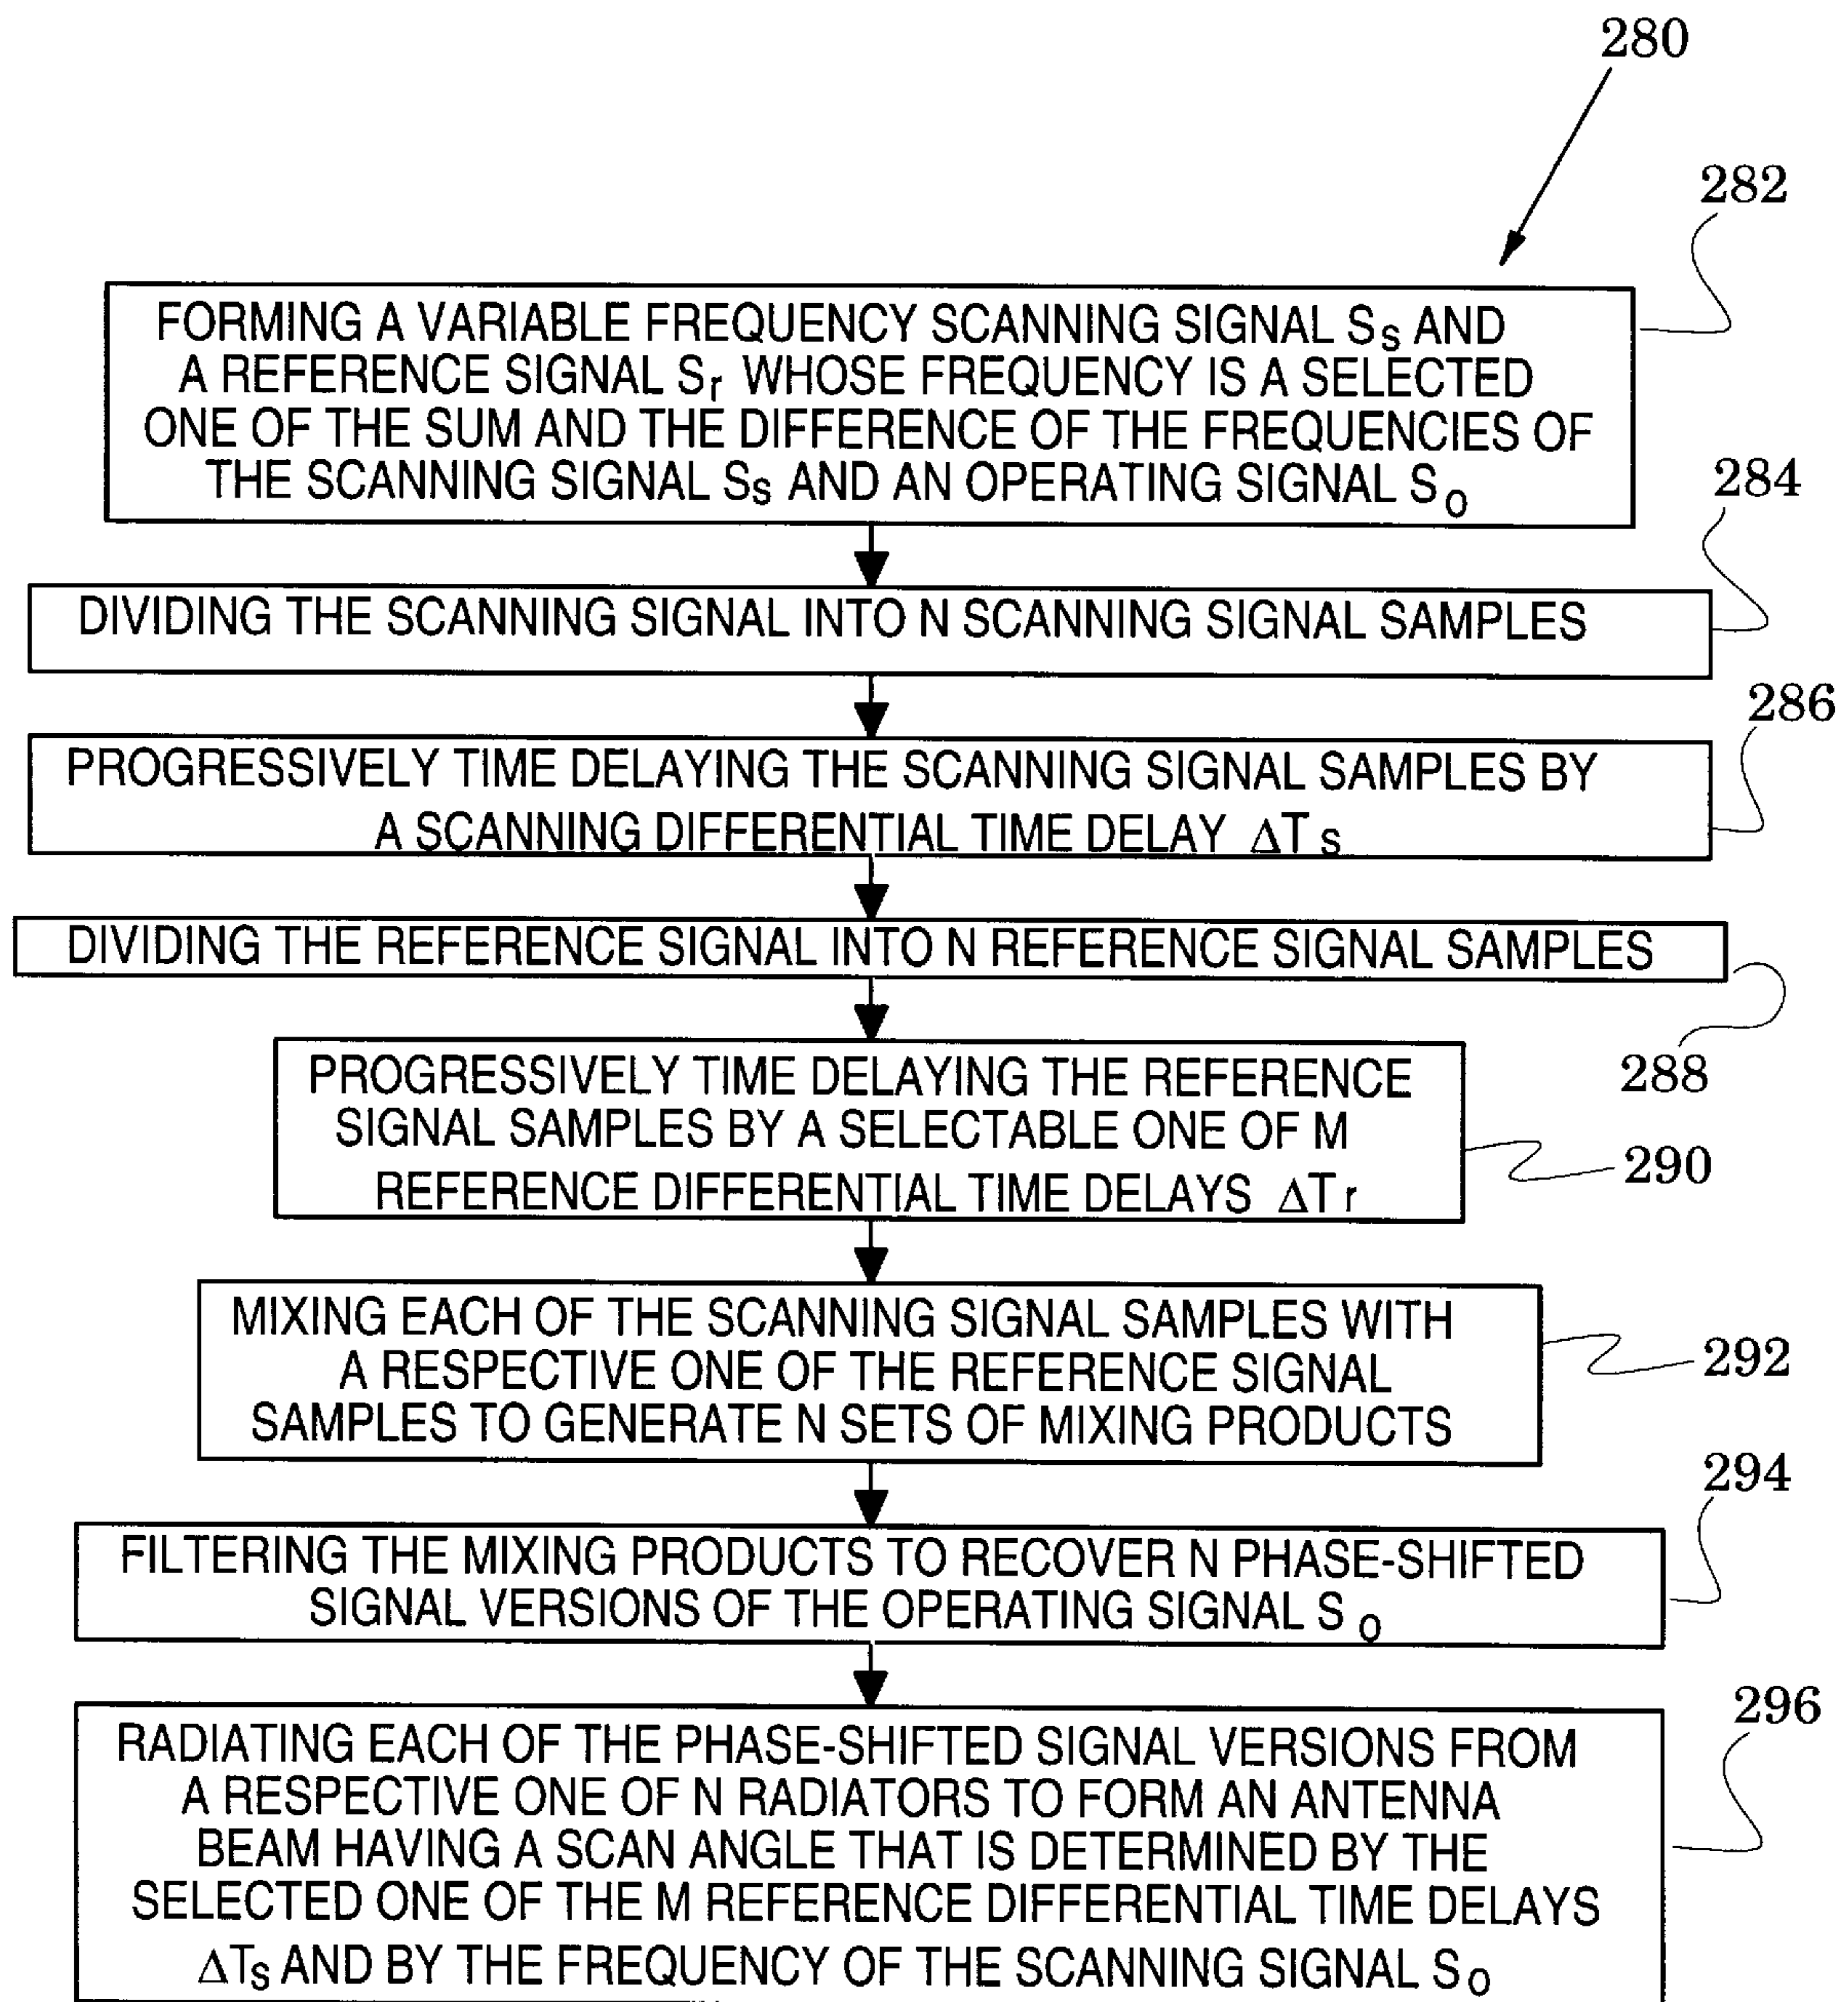 280
282
FORMING A VARIABLE FREQUENCY SCANNING SIGNAL Ss AND
A REFERENCE SIGNAL Sr WHOSE FREQUENCY IS A SELECTED
ONE OF THE SUM AND THE DIFFERENCE OF THE FREQUENCIES OF
THE SCANNING SIGNAL Ss AND AN OPERATING SIGNAL So
284
DIVIDING THE SCANNING SIGNAL INTO N SCANNING SIGNAL SAMPLES
286
PROGRESSIVELY TIME DELAYING THE SCANNING SIGNAL SAMPLES BY
A SCANNING DIFFERENTIAL TIME DELAY ΔTs
DIVIDING THE REFERENCE SIGNAL INTO N REFERENCE SIGNAL SAMPLES
288
PROGRESSIVELY TIME DELAYING THE REFERENCE
SIGNAL SAMPLES BY A SELECTABLE ONE OF M
REFERENCE DIFFERENTIAL TIME DELAYS ΔTr
290
MIXING EACH OF THE SCANNING SIGNAL SAMPLES WITH
A RESPECTIVE ONE OF THE REFERENCE SIGNAL
SAMPLES TO GENERATE N SETS OF MIXING PRODUCTS
292
294
FILTERING THE MIXING PRODUCTS TO RECOVER N PHASE-SHIFTED
SIGNAL VERSIONS OF THE OPERATING SIGNAL So
296
RADIATING EACH OF THE PHASE-SHIFTED SIGNAL VERSIONS FROM
A RESPECTIVE ONE OF N RADIATORS TO FORM AN ANTENNA
BEAM HAVING A SCAN ANGLE THAT IS DETERMINED BY THE
SELECTED ONE OF THE M REFERENCE DIFFERENTIAL TIME DELAYS
ΔTs AND BY THE FREQUENCY OF THE SCANNING SIGNAL So